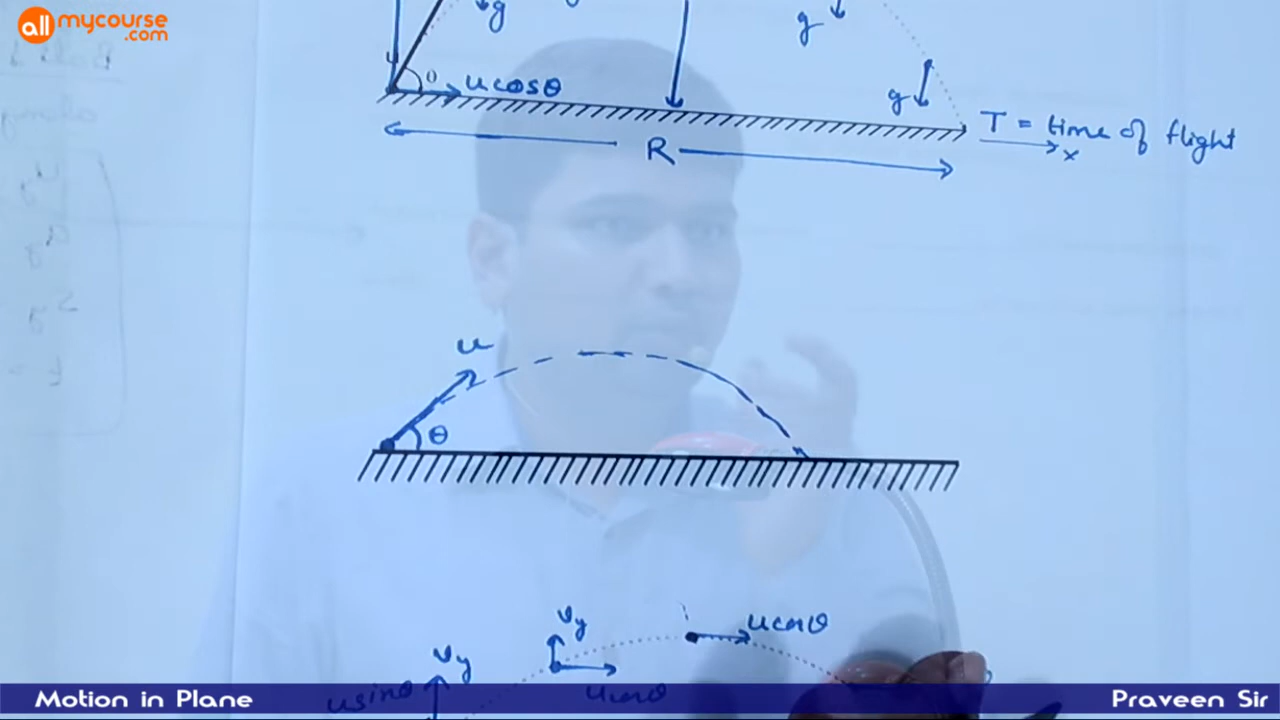 allmycourse
.com
g
g
g
θ
u cosθ
T = time of flight
x
R
u
θ
vy
u cosθ
vy
u sinθ
u cosθ
Motion in Plane
Praveen Sir